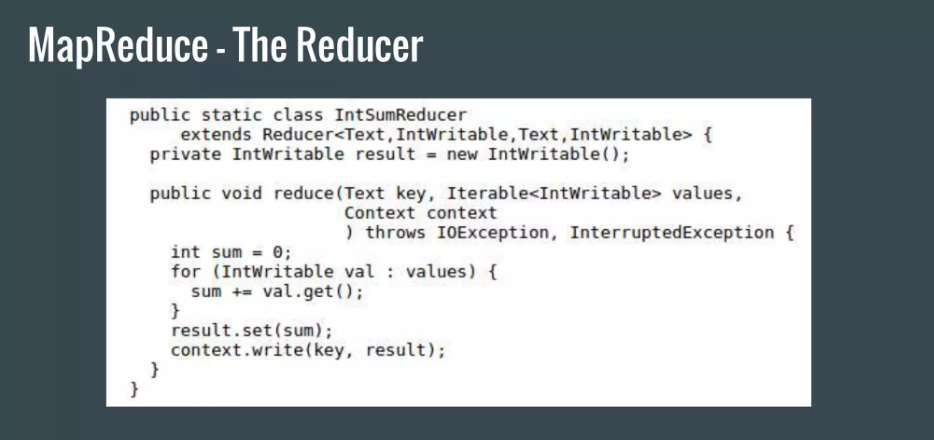 MapReduce - The Reducer
public static class IntSumReducer
extends Reducer<Text,IntWritable,Text,IntWritable> {
private IntWritable result = new IntWritable();
public void reduce(Text key, Iterable<IntWritable> values,
Context context
) throws IOException, InterruptedException {
int sum = 0;
for (IntWritable val : values) {
sum += val.get();
}
result.set(sum);
context.write(key, result);
}
}